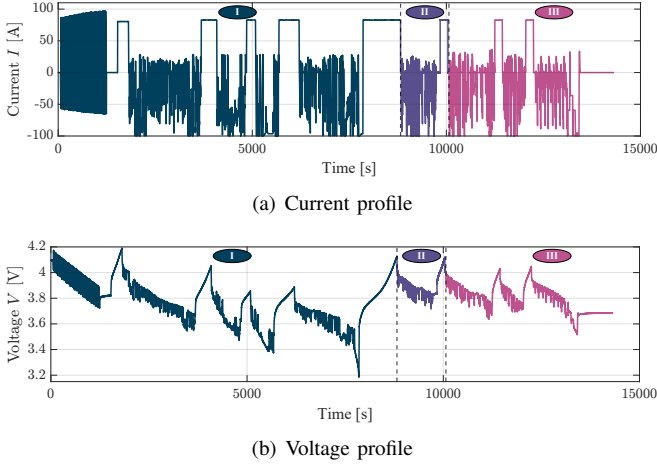 100
50
0
-50
-100
Current I [A]
I
II
III
0
5000
10000
15000
Time [s]
(a) Current profile
4.2
4
3.8
3.6
3.4
3.2
Voltage V [V]
I
II
III
0
5000
10000
15000
Time [s]
(b) Voltage profile